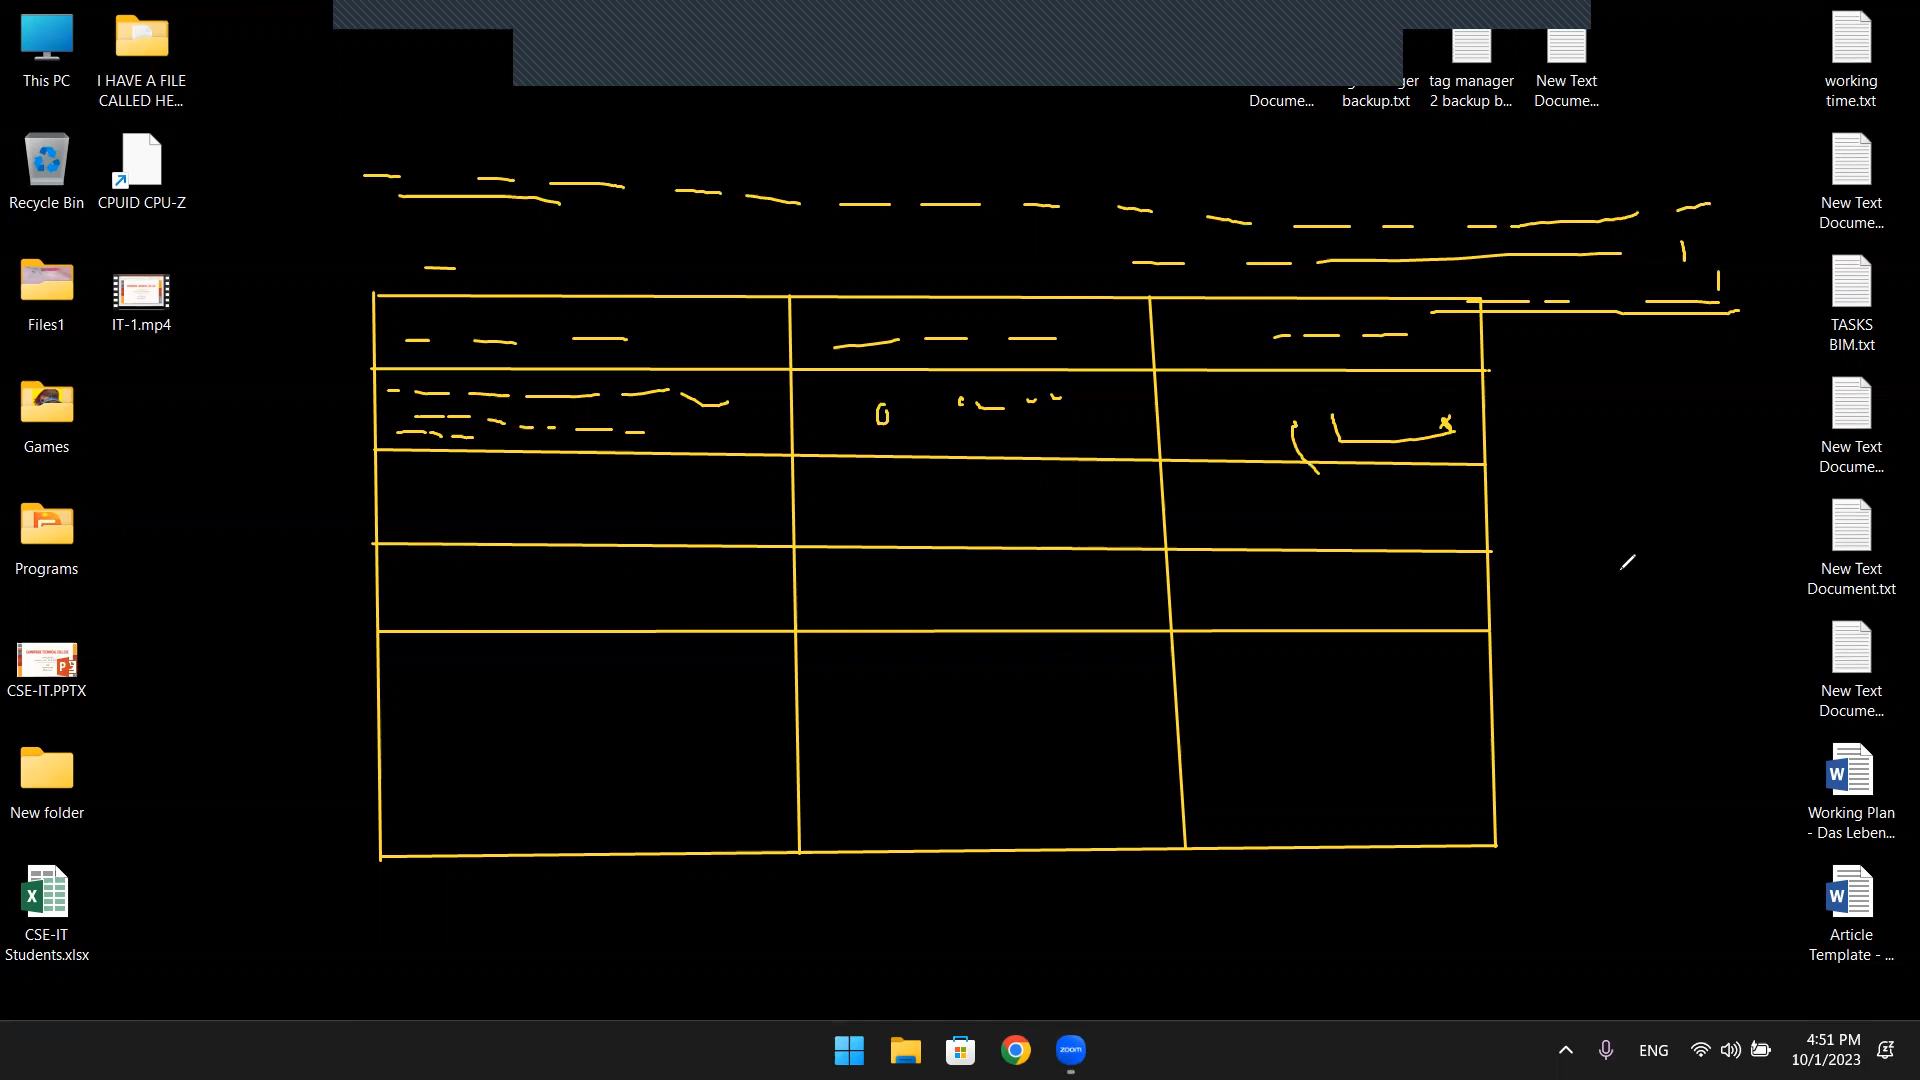 This PC
I HAVE A FILE
CALLED HE...
Recycle Bin
CPUID CPU-Z
Files1
IT-1.mp4
Games
Programs
CSE-IT.PPTX
New folder
CSE-IT
Students.xlsx
Docume...
backup.txt
tag manager
2 backup b...
New Text
Docume...
working
time.txt
New Text
Docume...
TASKS
BIM.txt
New Text
Docume...
New Text
Document.txt
New Text
Docume...
Working Plan
- Das Leben...
Article
Template - ...
zoom
ENG
4:51 PM
10/1/2023